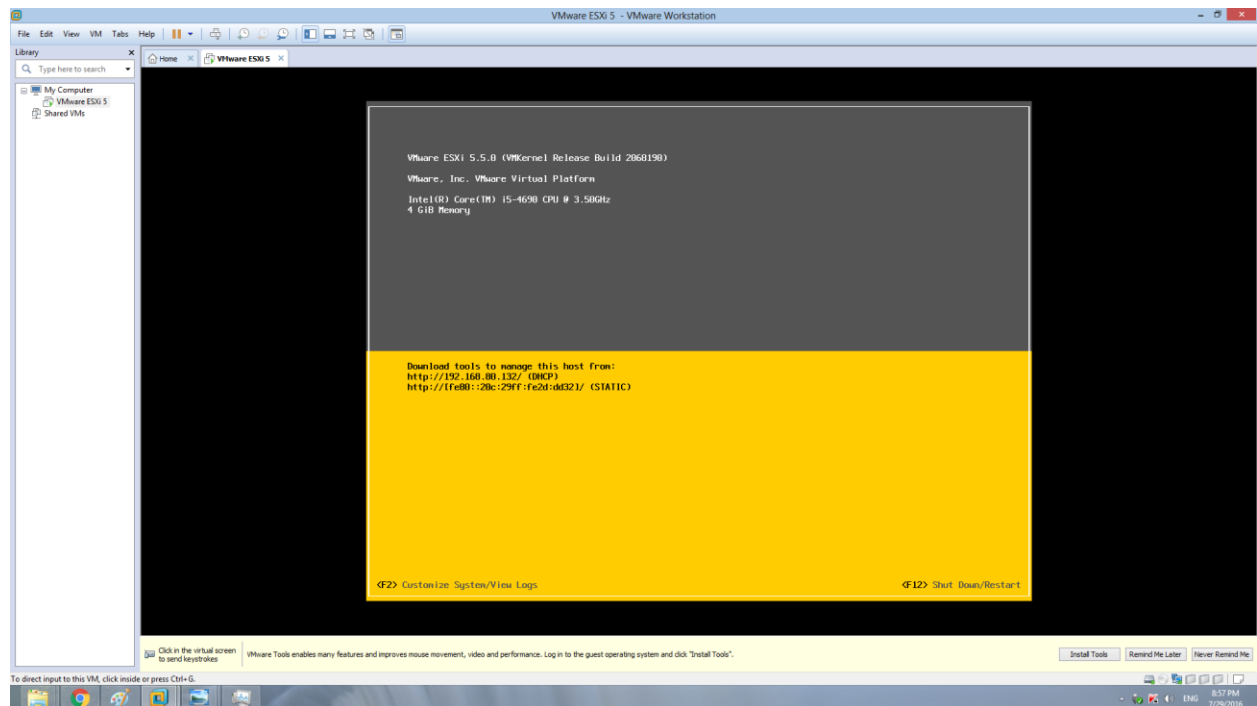 VMware ESXi 5 - VMware Workstation
File Edit View VM Tabs Help
Library
Type here to search
Home
VMware ESXi 5
My Computer
VMware ESXi 5
Shared VMs
VMware ESXi 5.5.0 (VMKernel Release Build 2068190)
VMware, Inc. VMware Virtual Platform
Intel(R) Core(TM) i5-4690 CPU @ 3.50GHz
4 GiB Memory
Download tools to manage this host from:
http://192.168.80.132/ (DHCP)
http://[fe80::20c:29ff:fe2d:dd32]/ (STATIC)
<F2> Customize System/View Logs
<F12> Shut Down/Restart
Click in the virtual screen
to send keystrokes
VMware Tools enables many features and improves mouse movement, video and performance. Log in to the guest operating system and click "Install Tools".
Install Tools
Remind Me Later
Never Remind Me
To direct input to this VM, click inside or press Ctrl+G.
ENG
8:57 PM
7/29/2016